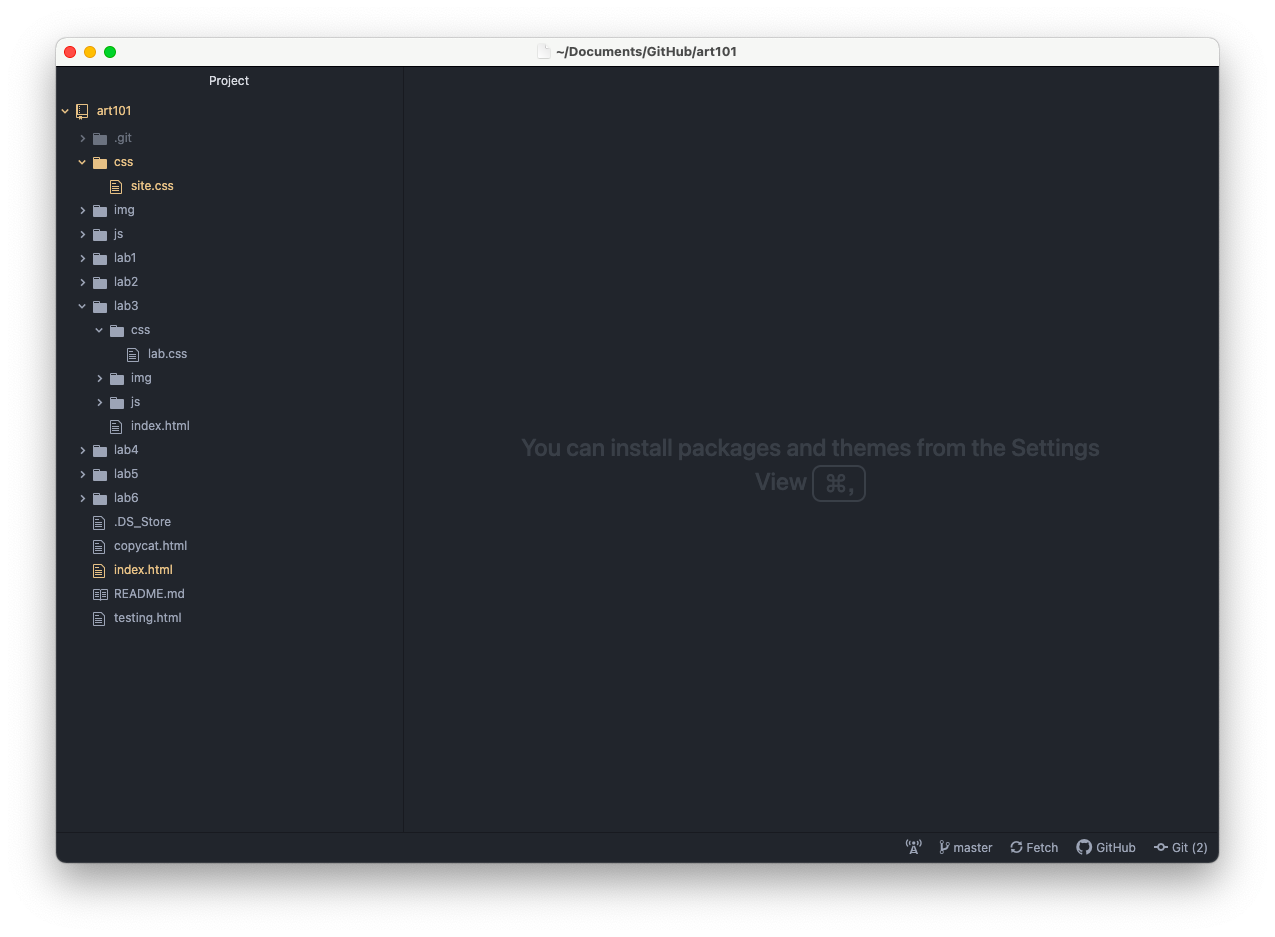 ~/Documents/GitHub/art101
Project
art101
.git
css
site.css
img
js
lab1
lab2
lab3
css
lab.css
img
js
index.html
lab4
lab5
lab6
.DS_Store
copycat.html
index.html
README.md
testing.html
You can install packages and themes from the Settings
View ⌘,
master Fetch GitHub Git (2)